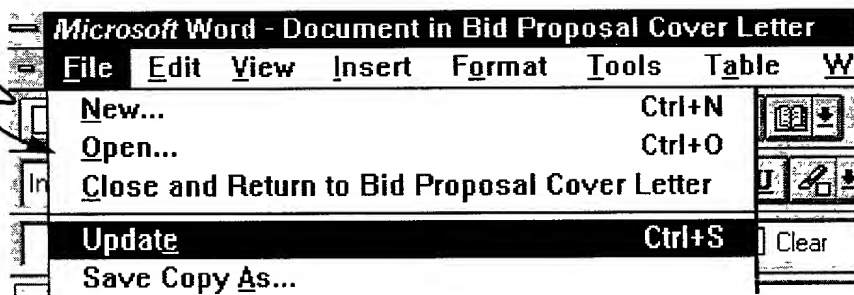 Microsoft Word - Document in Bid Proposal Cover Letter
File Edit View Insert Format Tools Table W
New... Ctrl+N
Open... Ctrl+O
In
Close and Return to Bid Proposal Cover Letter U
Update Ctrl+S Clear
Save Copy As...